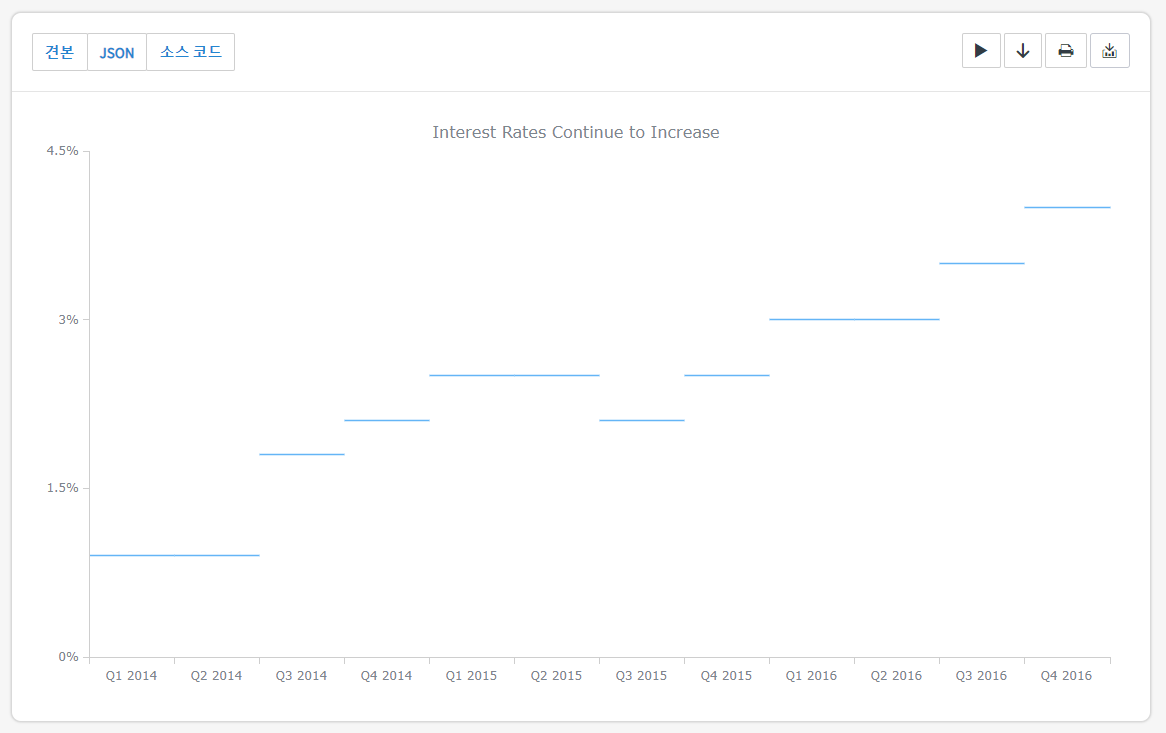 견본 JSON 소스 코드
Interest Rates Continue to Increase
4.5%
3%
1.5%
0%
Q1 2014 Q2 2014 Q3 2014 Q4 2014 Q1 2015 Q2 2015 Q3 2015 Q4 2015 Q1 2016 Q2 2016 Q3 2016 Q4 2016